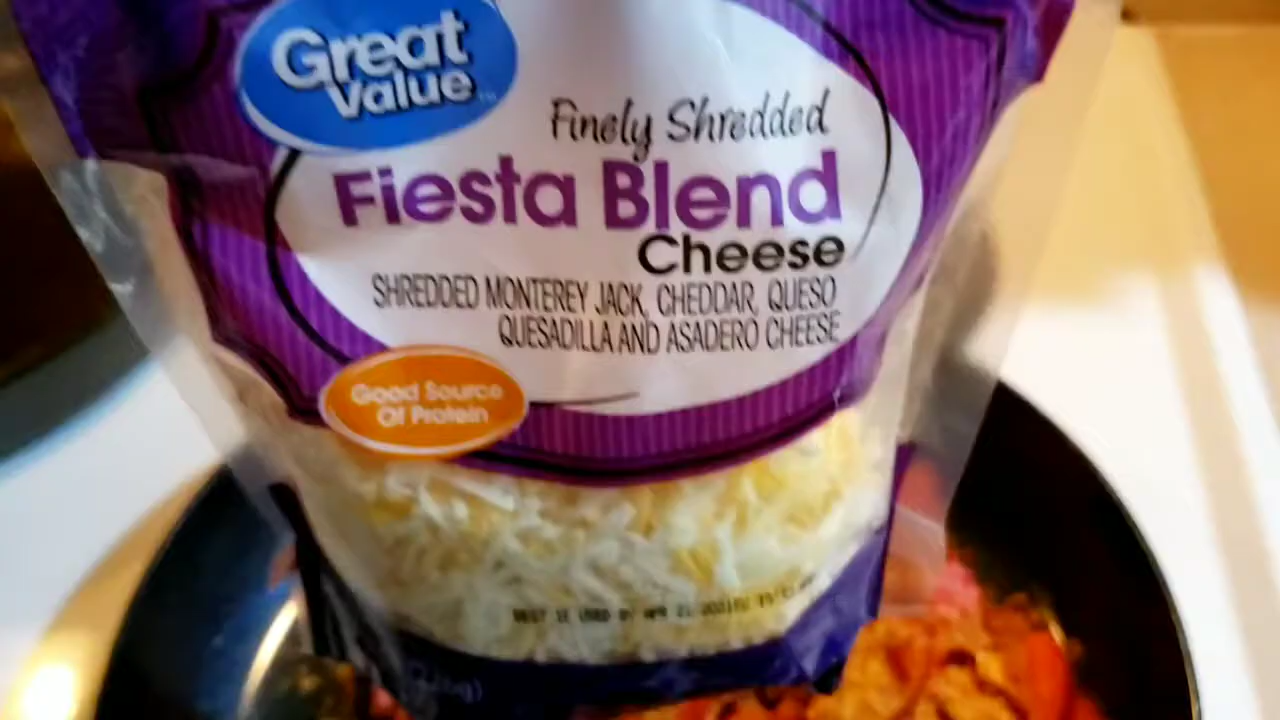 Great
Value
Finely Shredded
Fiesta Blend
Cheese
SHREDDED MONTEREY JACK, CHEDDAR, QUESO
QUESADILLA AND ASADERO CHEESE
Good Source
Of Protein